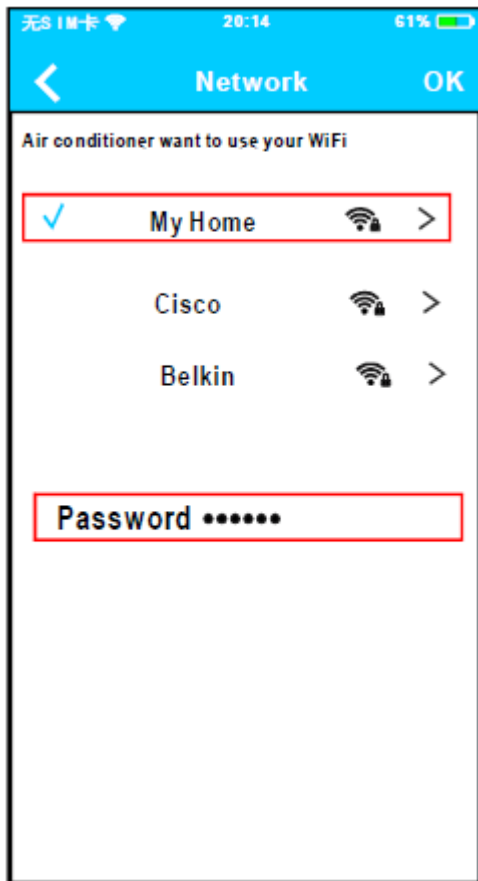 无SIM卡 20:14 61%
Network OK
Air conditioner want to use your WiFi
My Home
Cisco
Belkin
Password ••••••